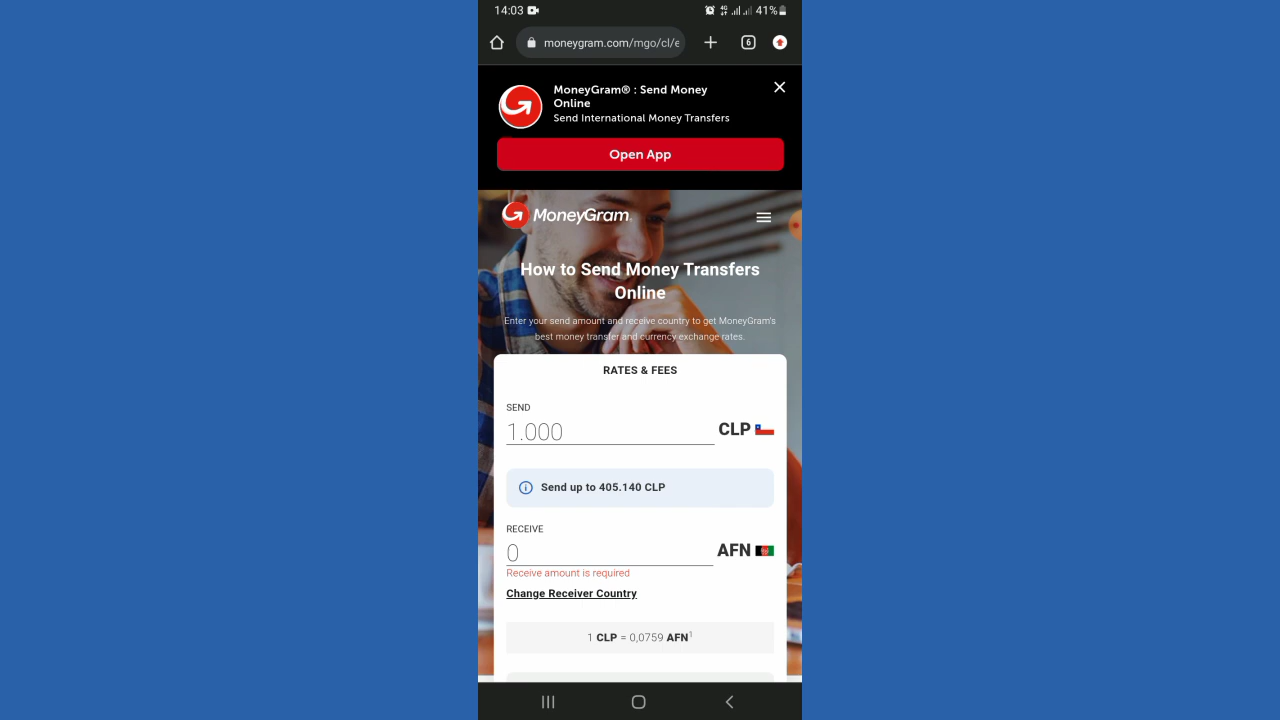 14:03
4G
41%
moneygram.com/mgo/cl/e
6
MoneyGram® : Send Money
Online
Send International Money Transfers
Open App
MoneyGram
How to Send Money Transfers
Online
Enter your send amount and receive country to get MoneyGram's
best money transfer and currency exchange rates.
RATES & FEES
SEND
1.000 CLP
Send up to 405.140 CLP
RECEIVE
0 AFN
Receive amount is required
Change Receiver Country
1 CLP = 0,0759 AFN¹